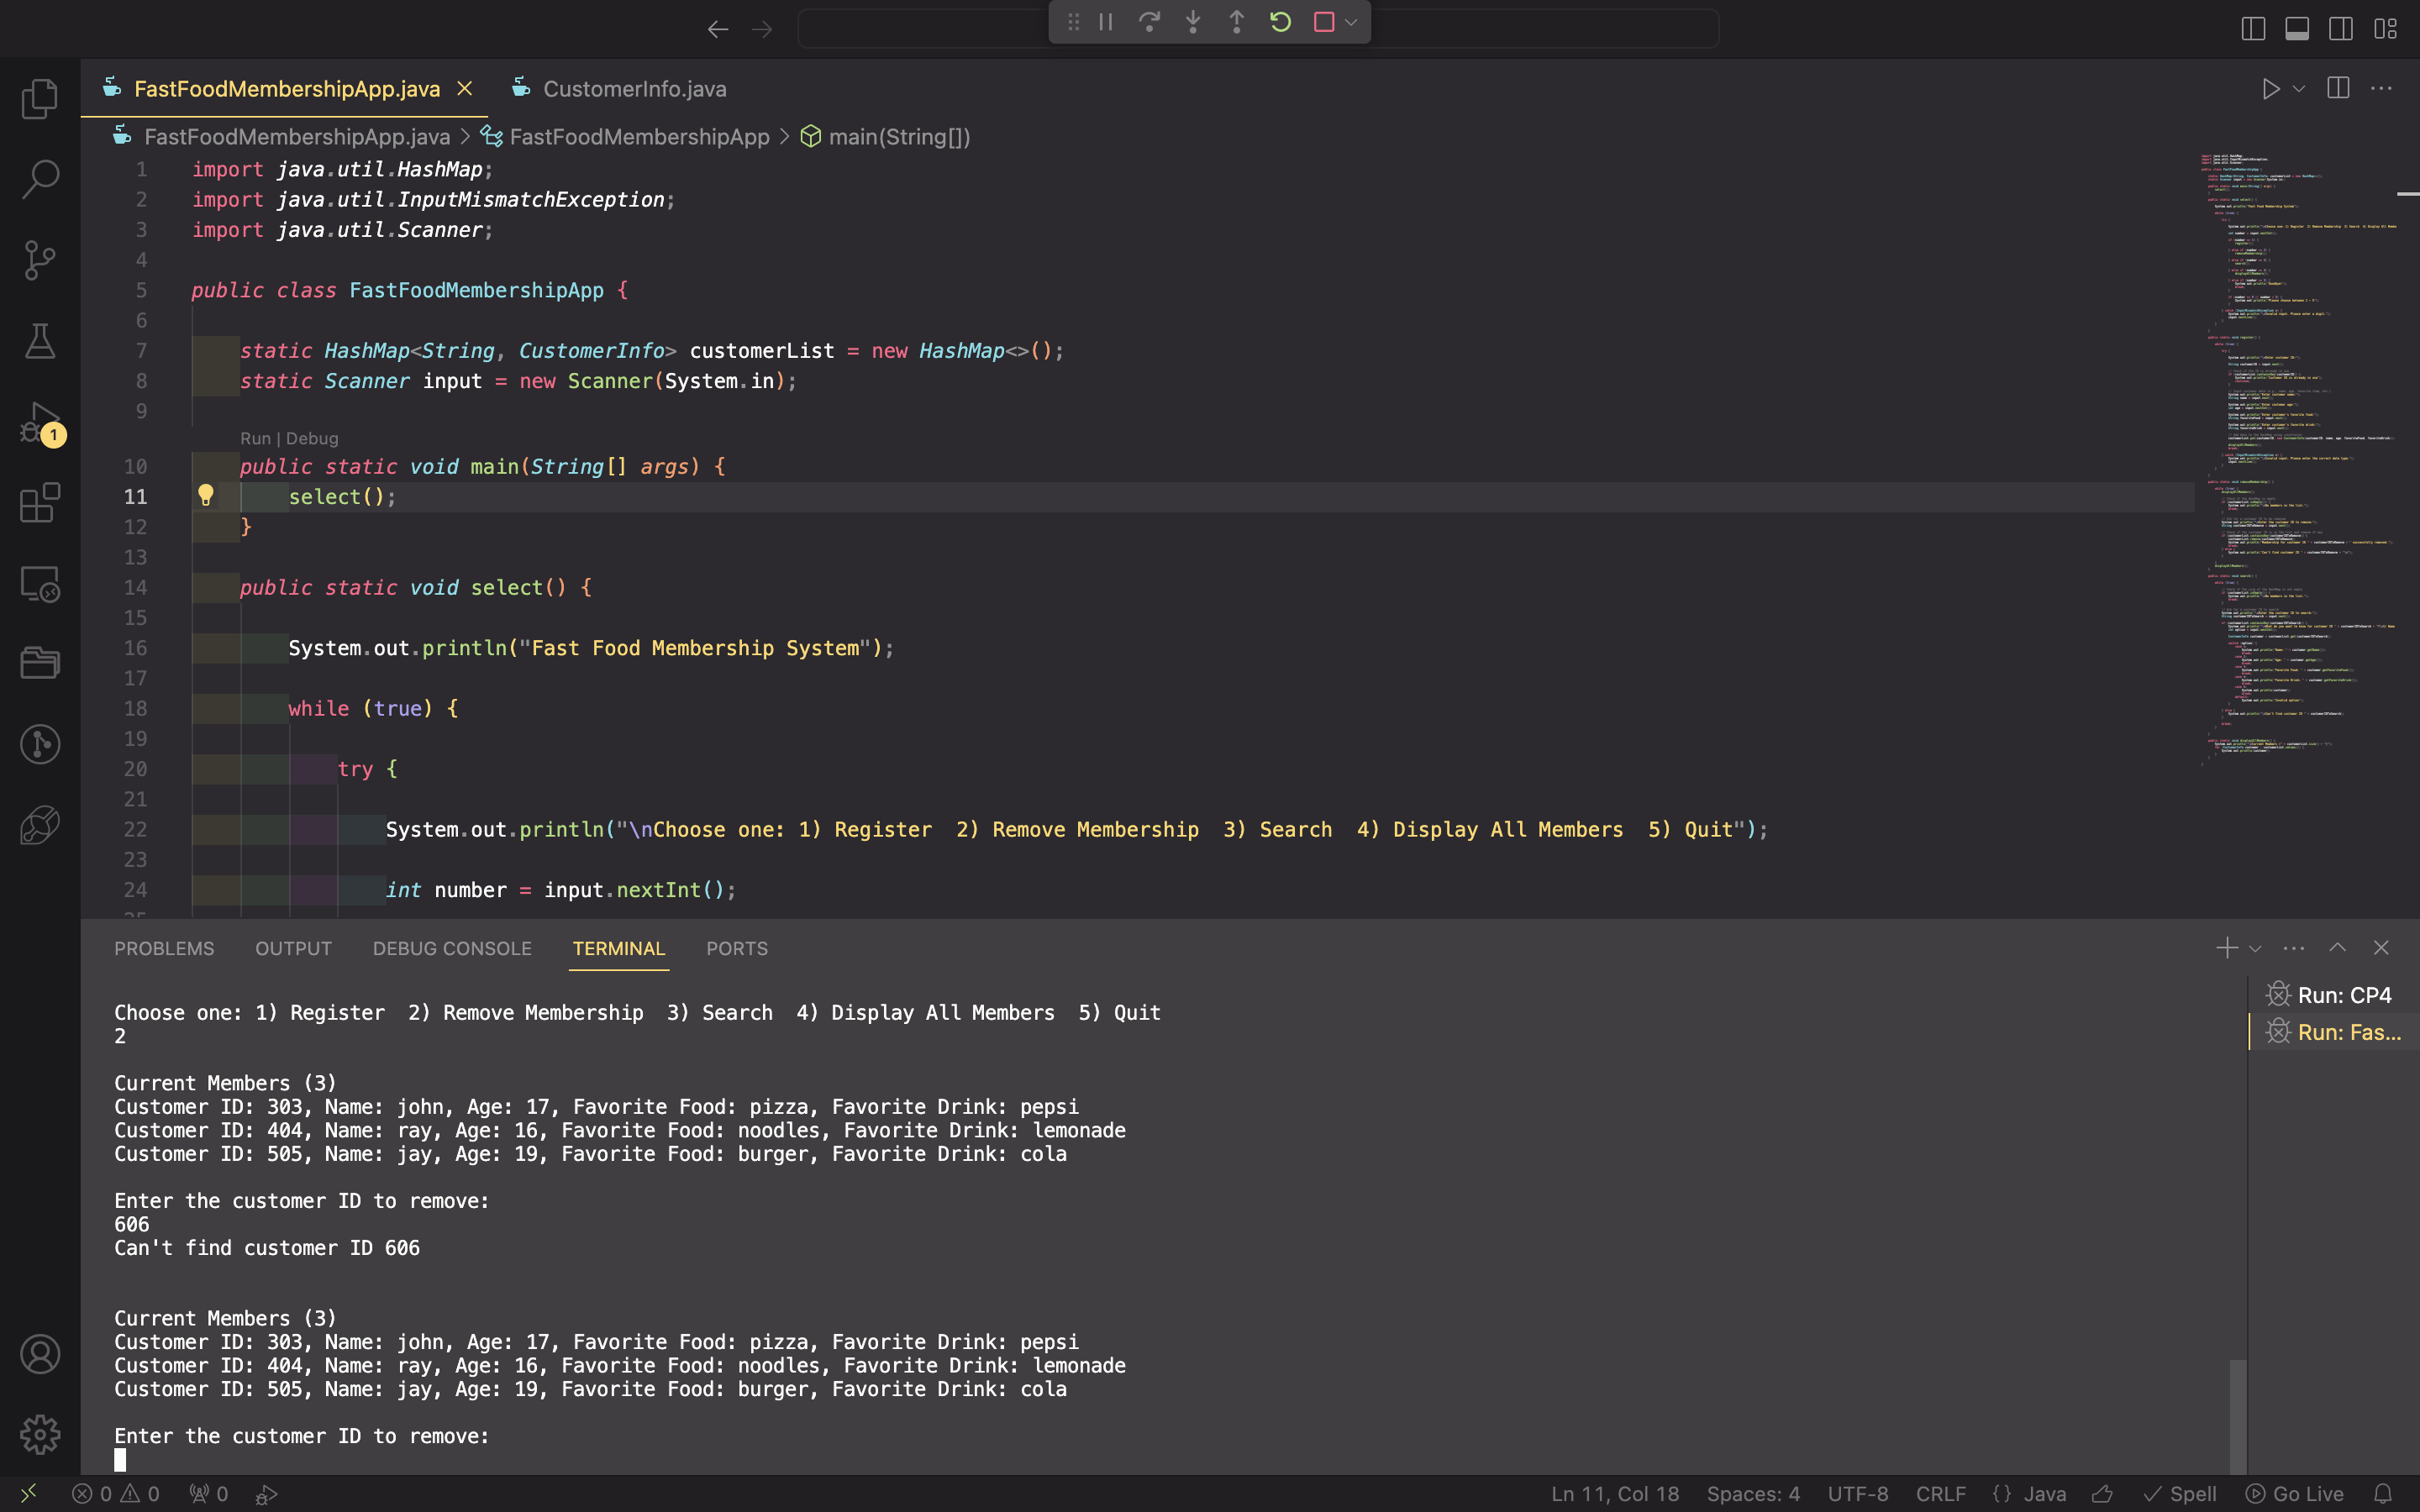 FastFoodMembershipApp.java
CustomerInfo.java
FastFoodMembershipApp.java > FastFoodMembershipApp > main(String[])
1 import java.util.HashMap;
2 import java.util.InputMismatchException;
3 import java.util.Scanner;
4
5 public class FastFoodMembershipApp {
6
7 static HashMap<String, CustomerInfo> customerList = new HashMap<>();
8 static Scanner input = new Scanner(System.in);
9
Run | Debug
10 public static void main(String[] args) {
11 select();
12 }
13
14 public static void select() {
15
16 System.out.println("Fast Food Membership System");
17
18 while (true) {
19
20 try {
21
22 System.out.println("\nChoose one: 1) Register  2) Remove Membership  3) Search  4) Display All Members  5) Quit");
23
24 int number = input.nextInt();
1
PROBLEMS OUTPUT DEBUG CONSOLE TERMINAL PORTS
Choose one: 1) Register  2) Remove Membership  3) Search  4) Display All Members  5) Quit
2
Current Members (3)
Customer ID: 303, Name: john, Age: 17, Favorite Food: pizza, Favorite Drink: pepsi
Customer ID: 404, Name: ray, Age: 16, Favorite Food: noodles, Favorite Drink: lemonade
Customer ID: 505, Name: jay, Age: 19, Favorite Food: burger, Favorite Drink: cola
Enter the customer ID to remove:
606
Can't find customer ID 606
Current Members (3)
Customer ID: 303, Name: john, Age: 17, Favorite Food: pizza, Favorite Drink: pepsi
Customer ID: 404, Name: ray, Age: 16, Favorite Food: noodles, Favorite Drink: lemonade
Customer ID: 505, Name: jay, Age: 19, Favorite Food: burger, Favorite Drink: cola
Enter the customer ID to remove:
Run: CP4
Run: Fas...
0 0 0
Ln 11, Col 18 Spaces: 4 UTF-8 CRLF {} Java Spell Go Live